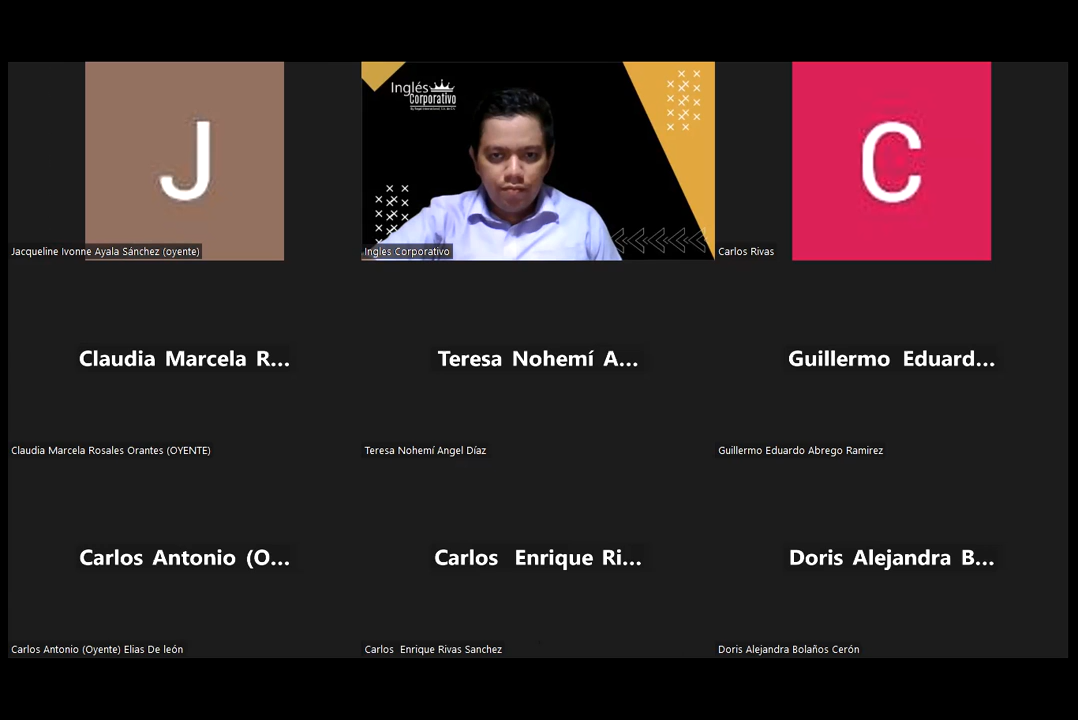 J
Inglés
Corporativo
C
Jacqueline Ivonne Ayala Sánchez (oyente)
Ingles Corporativo
Carlos Rivas
Claudia Marcela R...
Teresa Nohemí A...
Guillermo Eduard...
Claudia Marcela Rosales Orantes (OYENTE)
Teresa Nohemí Angel Díaz
Guillermo Eduardo Abrego Ramirez
Carlos Antonio (O...
Carlos Enrique Ri...
Doris Alejandra B...
Carlos Antonio (Oyente) Elias De león
Carlos Enrique Rivas Sanchez
Doris Alejandra Bolaños Cerón